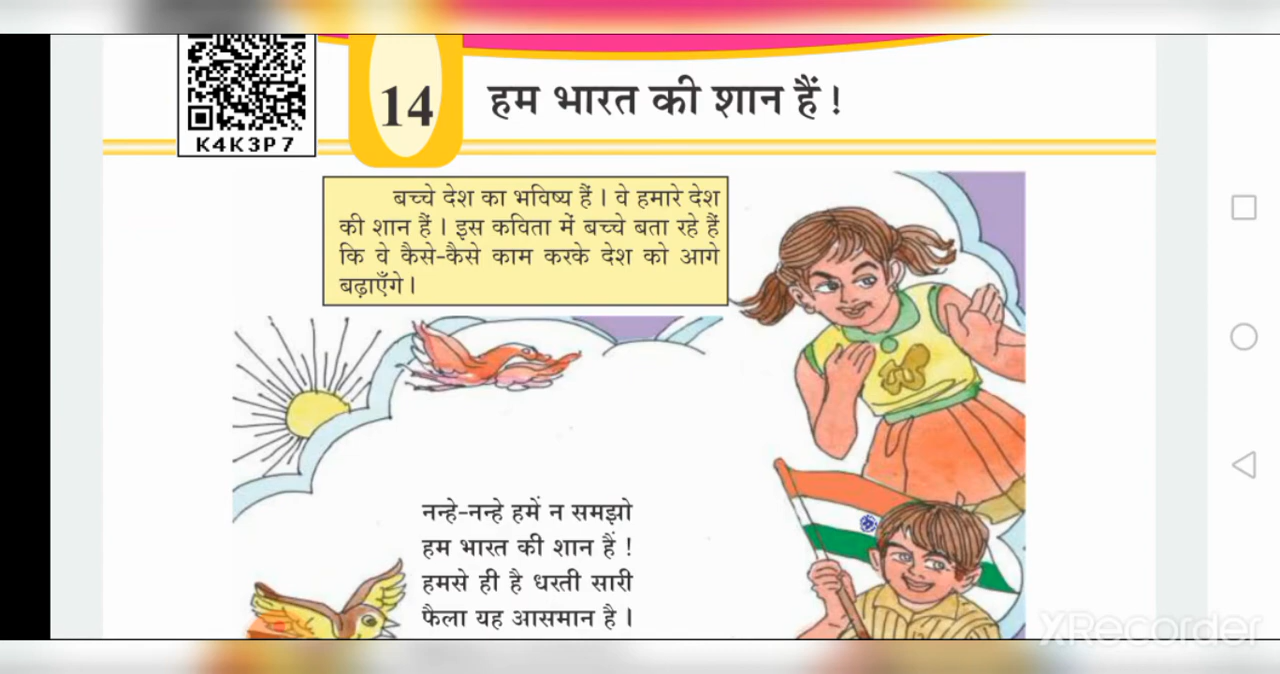 K4K3P7
14
हम भारत की शान हैं !
बच्चे देश का भविष्य हैं । वे हमारे देश
की शान हैं । इस कविता में बच्चे बता रहे हैं
कि वे कैसे-कैसे काम करके देश को आगे
बढ़ाएँगे ।
नन्हे-नन्हे हमें न समझो
हम भारत की शान हैं !
हमसे ही है धरती सारी
फैला यह आसमान है ।
XRecorder